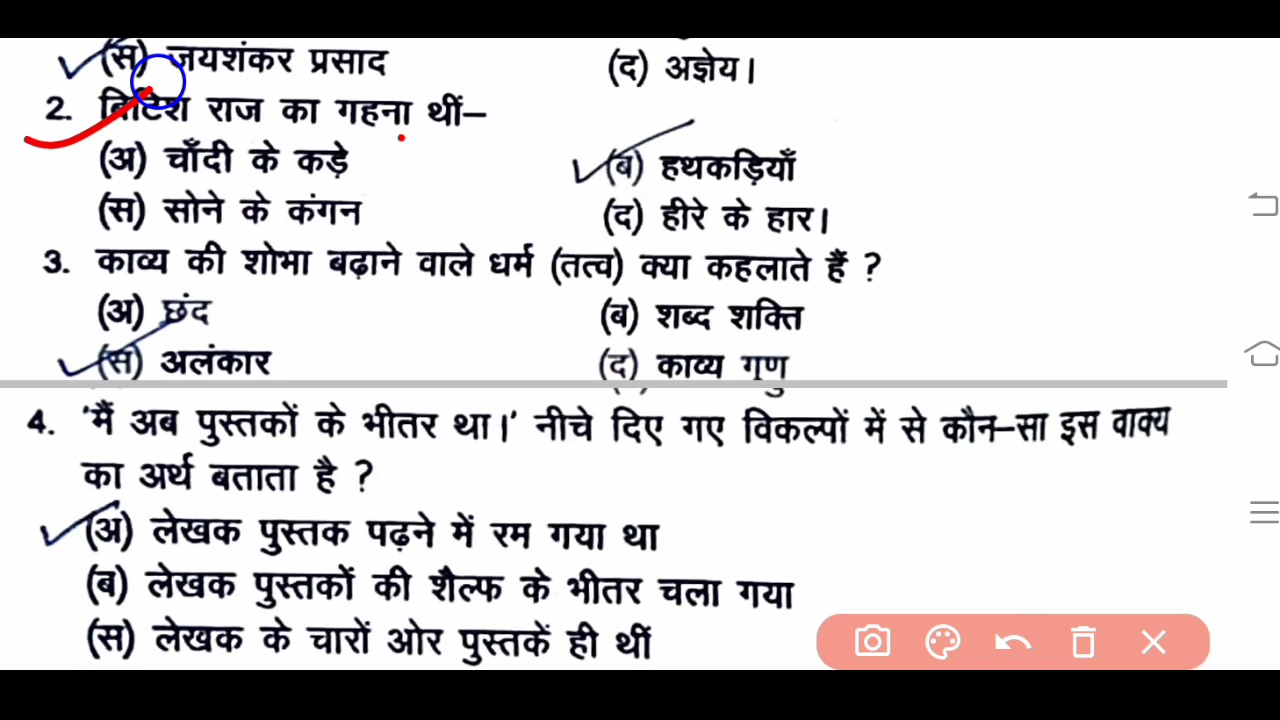 (स) जयशंकर प्रसाद (द) अज्ञेय।
2. ब्रिटिश राज का गहना थीं–
(अ) चाँदी के कड़े (ब) हथकड़ियाँ
(स) सोने के कंगन (द) हीरे के हार।
3. काव्य की शोभा बढ़ाने वाले धर्म (तत्व) क्या कहलाते हैं ?
(अ) छंद (ब) शब्द शक्ति
(स) अलंकार (द) काव्य गुण
4. 'मैं अब पुस्तकों के भीतर था।' नीचे दिए गए विकल्पों में से कौन–सा इस वाक्य
का अर्थ बताता है ?
(अ) लेखक पुस्तक पढ़ने में रम गया था
(ब) लेखक पुस्तकों की शैल्फ के भीतर चला गया
(स) लेखक के चारों ओर पुस्तकें ही थीं